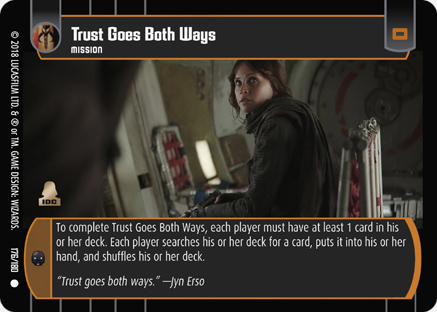 Trust Goes Both Ways
MISSION
© 2018 LUCASFILM LTD. & ® OR TM. GAME DESIGN: WIZARDS.
175/180
IDC
To complete Trust Goes Both Ways, each player must have at least 1 card in his
or her deck. Each player searches his or her deck for a card, puts it into his or her
hand, and shuffles his or her deck.
"Trust goes both ways." —Jyn Erso